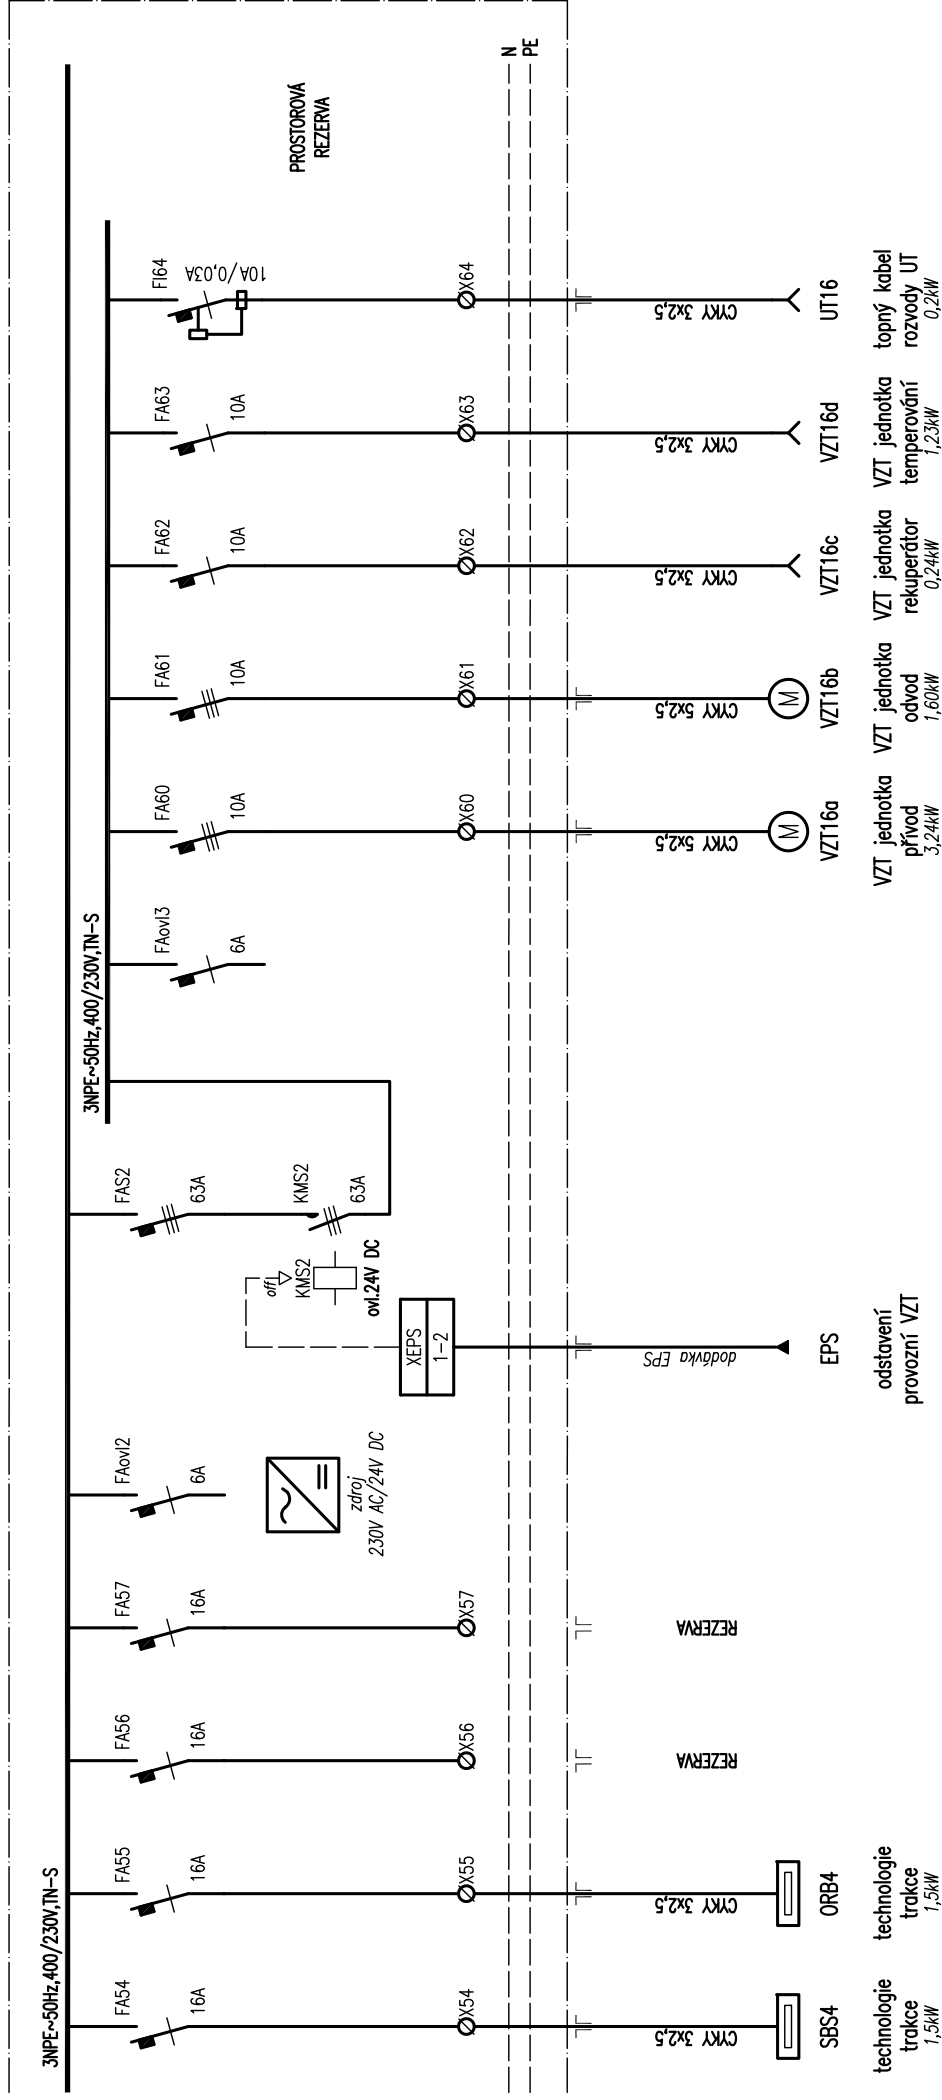 3NPE~50Hz,400/230V,TN-S
3NPE~50Hz,400/230V,TN-S
PROSTOROVÁ
REZERVA
N
PE
FA54
16A
X54
CYKY 3x2,5
SBS4
technologie
trakce
1,5kW
FA55
16A
X55
CYKY 3x2,5
ORB4
technologie
trakce
1,5kW
FA56
16A
X56
REZERVA
FA57
16A
X57
REZERVA
FAovl2
6A
zdroj
230V AC/24V DC
XEPS
1-2
dodávka EPS
EPS
odstavení
provozní VZT
off
KMS2
ovl.24V DC
FAS2
63A
KMS2
63A
FAovl3
6A
FA60
10A
X60
CYKY 5x2,5
M
VZT16a
VZT jednotka
přívod
3,24kW
FA61
10A
X61
CYKY 5x2,5
M
VZT16b
VZT jednotka
odvod
1,60kW
FA62
10A
X62
CYKY 3x2,5
VZT16c
VZT jednotka
rekuperátor
0,24kW
FA63
10A
X63
CYKY 3x2,5
VZT16d
VZT jednotka
temperování
1,23kW
FI64
10A/0,03A
X64
CYKY 3x2,5
UT16
topný kabel
rozvody UT
0,2kW